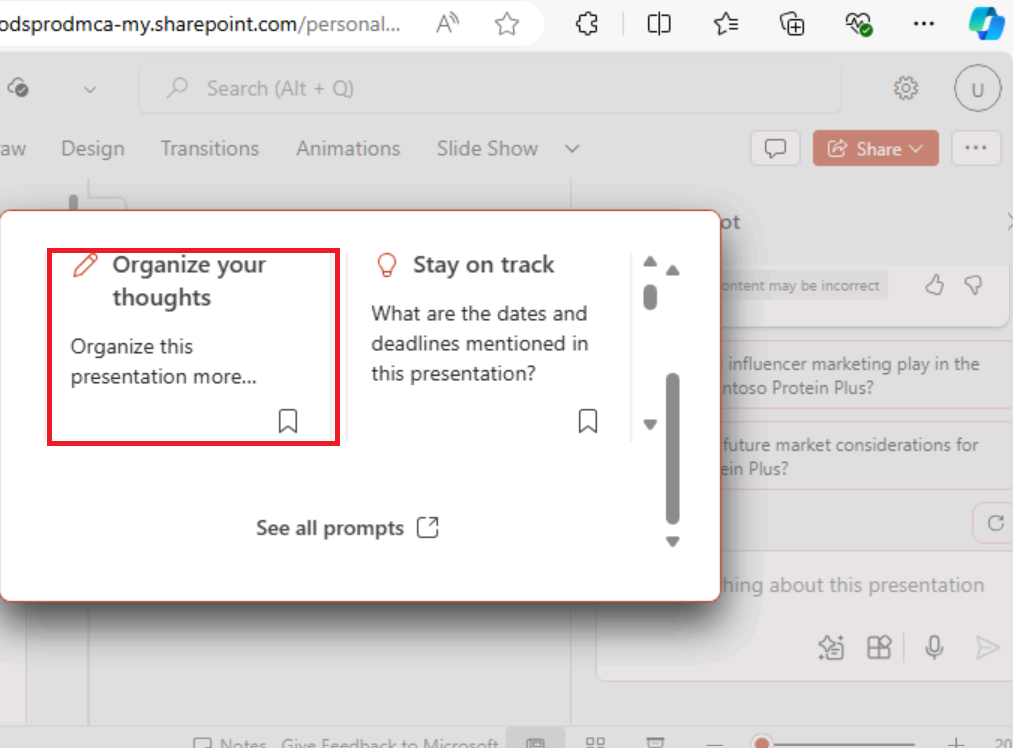 odsprodmca-my.sharepoint.com/personal...
Search (Alt + Q)
U
aw Design Transitions Animations Slide Show
Share
ot
Organize your
thoughts
Organize this
presentation more...
Stay on track
What are the dates and
deadlines mentioned in
this presentation?
See all prompts
ontent may be incorrect
influencer marketing play in the
ntoso Protein Plus?
future market considerations for
ein Plus?
hing about this presentation
Notes Give Feedback to Microsoft
20